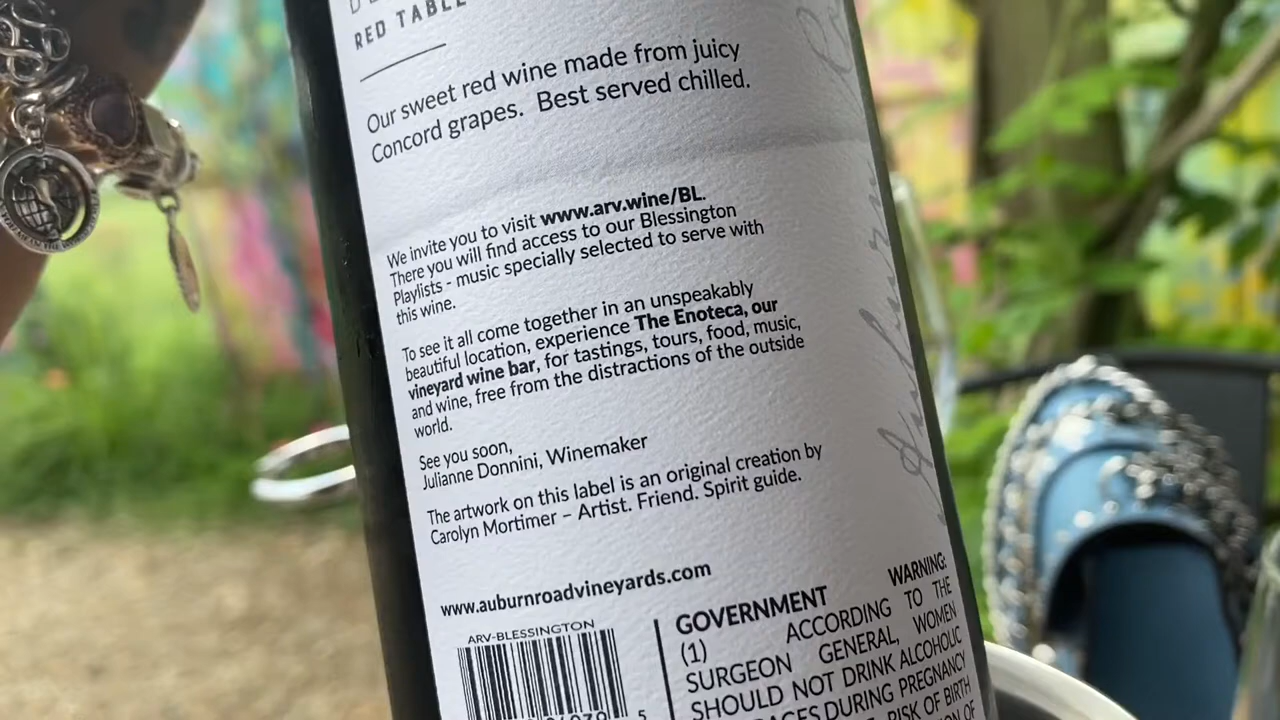 RED TABLE
Our sweet red wine made from juicy
Concord grapes. Best served chilled.
We invite you to visit www.arv.wine/BL.
There you will find access to our Blessington
Playlists - music specially selected to serve with
this wine.
To see it all come together in an unspeakably
beautiful location, experience The Enoteca, our
vineyard wine bar, for tastings, tours, food, music,
and wine, free from the distractions of the outside
world.
See you soon,
Julianne Donnini, Winemaker
The artwork on this label is an original creation by
Carolyn Mortimer – Artist. Friend. Spirit guide.
www.auburnroadvineyards.com
ARV-BLESSINGTON
GOVERNMENT WARNING:
(1) ACCORDING TO THE
SURGEON GENERAL, WOMEN
SHOULD NOT DRINK ALCOHOLIC
DURING PREGNANCY
RISK OF BIRTH
OF